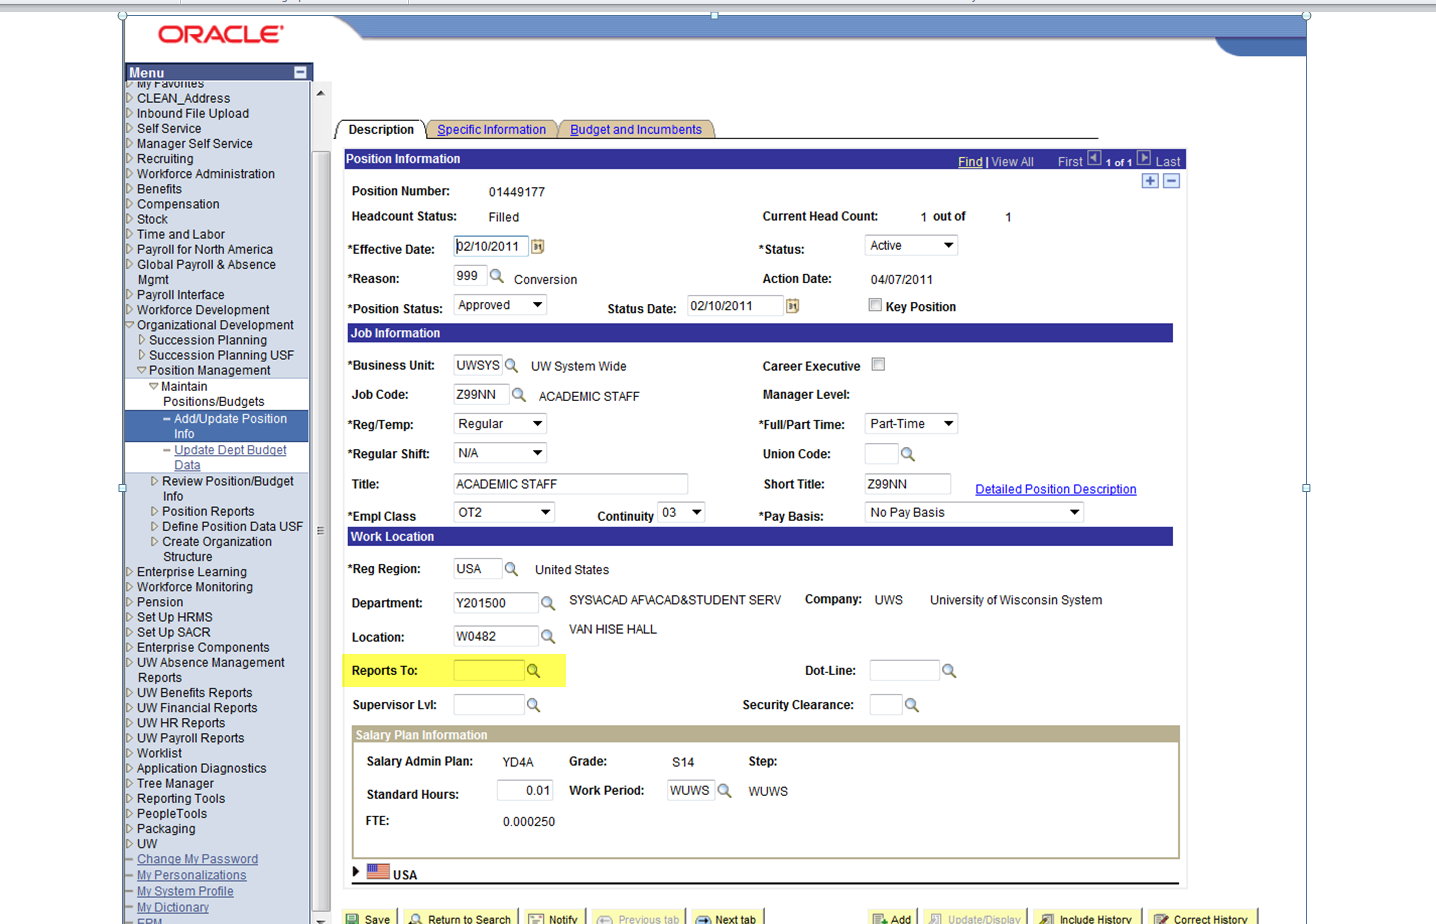 ORACLE
Menu
My Favorites
CLEAN_Address
Inbound File Upload
Self Service
Manager Self Service
Recruiting
Workforce Administration
Benefits
Compensation
Stock
Time and Labor
Payroll for North America
Global Payroll & Absence
Mgmt
Payroll Interface
Workforce Development
Organizational Development
Succession Planning
Succession Planning USF
Position Management
Maintain
Positions/Budgets
Add/Update Position
Info
Update Dept Budget
Data
Review Position/Budget
Info
Position Reports
Define Position Data USF
Create Organization
Structure
Enterprise Learning
Workforce Monitoring
Pension
Set Up HRMS
Set Up SACR
Enterprise Components
UW Absence Management
Reports
UW Benefits Reports
UW Financial Reports
UW HR Reports
UW Payroll Reports
Worklist
Application Diagnostics
Tree Manager
Reporting Tools
PeopleTools
Packaging
UW
Change My Password
My Personalizations
My System Profile
My Dictionary
Description Specific Information Budget and Incumbents
Position Information Find | View All First 1 of 1 Last
Position Number: 01449177
Headcount Status: Filled Current Head Count: 1 out of 1
*Effective Date: 02/10/2011 *Status: Active
*Reason: 999 Conversion Action Date: 04/07/2011
*Position Status: Approved Status Date: 02/10/2011 Key Position
Job Information
*Business Unit: UWSYS UW System Wide Career Executive
Job Code: Z99NN ACADEMIC STAFF Manager Level:
*Reg/Temp: Regular *Full/Part Time: Part-Time
*Regular Shift: N/A Union Code:
Title: ACADEMIC STAFF Short Title: Z99NN Detailed Position Description
*Empl Class OT2 Continuity 03 *Pay Basis: No Pay Basis
Work Location
*Reg Region: USA United States
Department: Y201500 SYS\ACAD AF\ACAD&STUDENT SERV Company: UWS University of Wisconsin System
Location: W0482 VAN HISE HALL
Reports To: Dot-Line:
Supervisor Lvl: Security Clearance:
Salary Plan Information
Salary Admin Plan: YD4A Grade: S14 Step:
Standard Hours: 0.01 Work Period: WUWS WUWS
FTE: 0.000250
USA
Save Return to Search Notify Previous tab Next tab Add Update/Display Include History Correct History